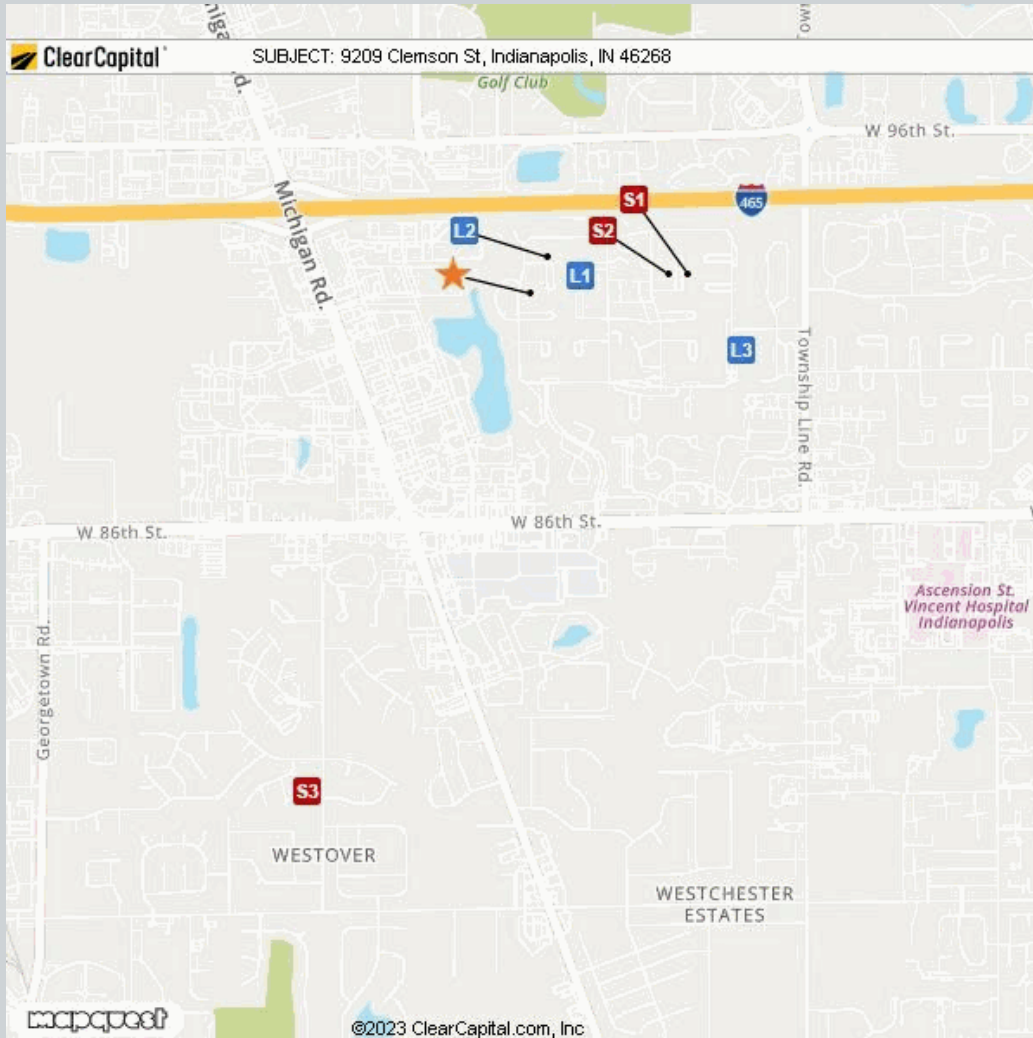 ClearCapital
SUBJECT: 9209 Clemson St, Indianapolis, IN 46268
Golf Club
W 96th St.
Michigan Rd.
S1
465
L2
S2
L1
L3
Township Line Rd.
W 86th St.
W 86th St.
Ascension St.
Vincent Hospital
Indianapolis
Georgetown Rd.
S3
WESTOVER
WESTCHESTER
ESTATES
mapquest
©2023 ClearCapital.com, Inc